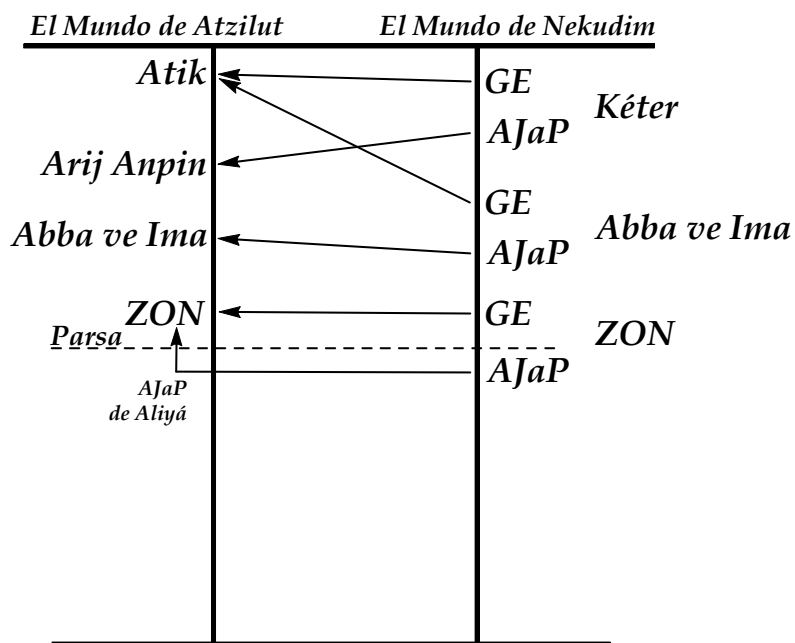 El Mundo de Atzilut
El Mundo de Nekudim
Atik
GE
Kéter
AJaP
Arij Anpin
GE
Abba ve Ima
Abba ve Ima
AJaP
ZON
GE
ZON
Parsa
AJaP
AJaP
de Aliyá